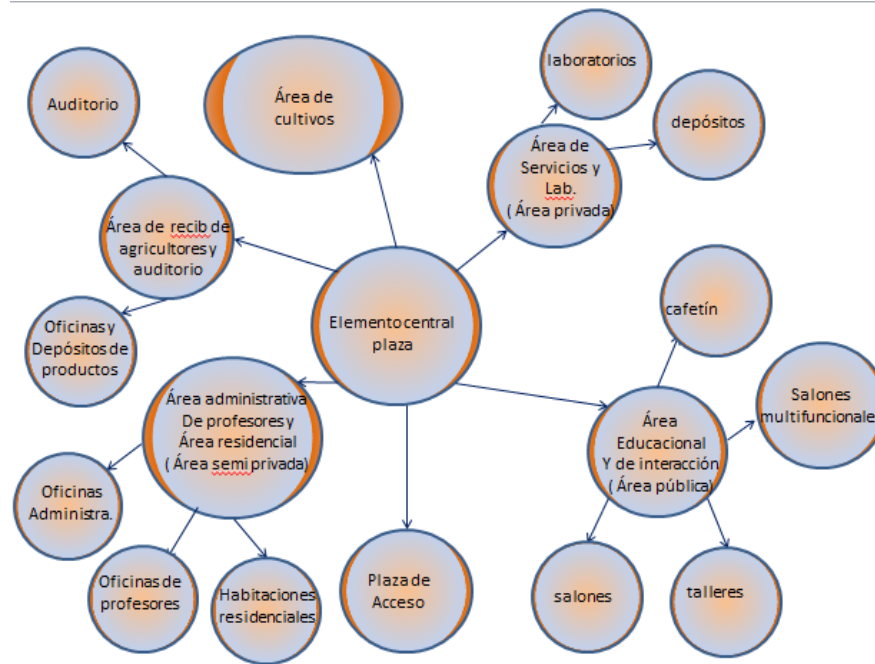 laboratorios
Auditorio
Área de
cultivos
depósitos
Área de
Servicios y
Lab.
( Área privada)
Área de recib de
agricultores y
auditorio
cafetín
Elemento central
plaza
Oficinas y
Depósitos de
productos
Salones
multifuncionale
Área administrativa
De profesores y
Área residencial
( Área semi privada)
Área
Educacional
Y de interacción
( Área pública)
Oficinas
Administra.
Oficinas de
profesores
Habitaciones
residenciales
Plaza de
Acceso
salones
talleres